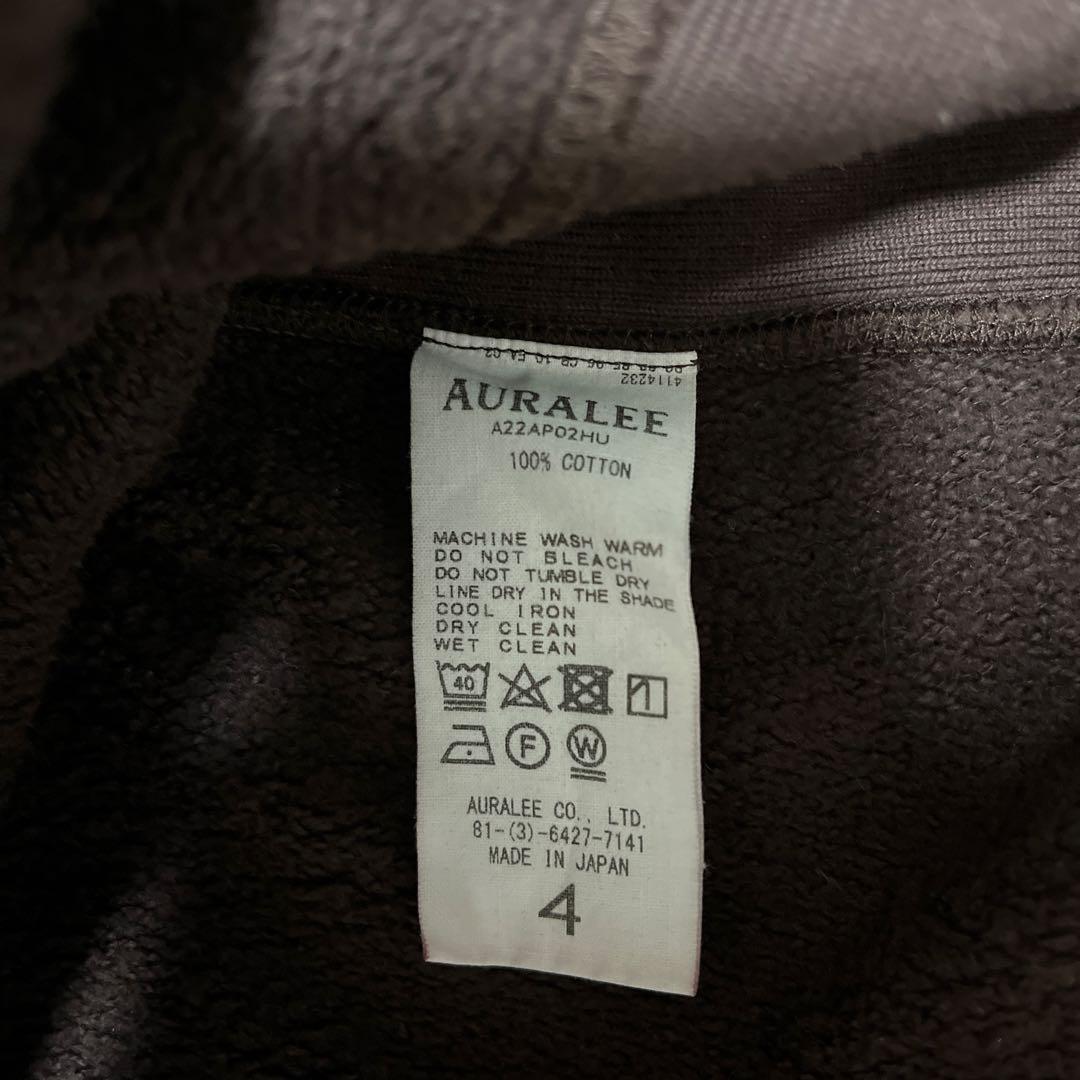 4114232
AURALEE
A22AP02HU
100% COTTON
MACHINE WASH WARM
DO NOT BLEACH
DO NOT TUMBLE DRY
LINE DRY IN THE SHADE
COOL IRON
DRY CLEAN
WET CLEAN
40
F W
AURALEE CO., LTD.
81-(3)-6427-7141
MADE IN JAPAN
4